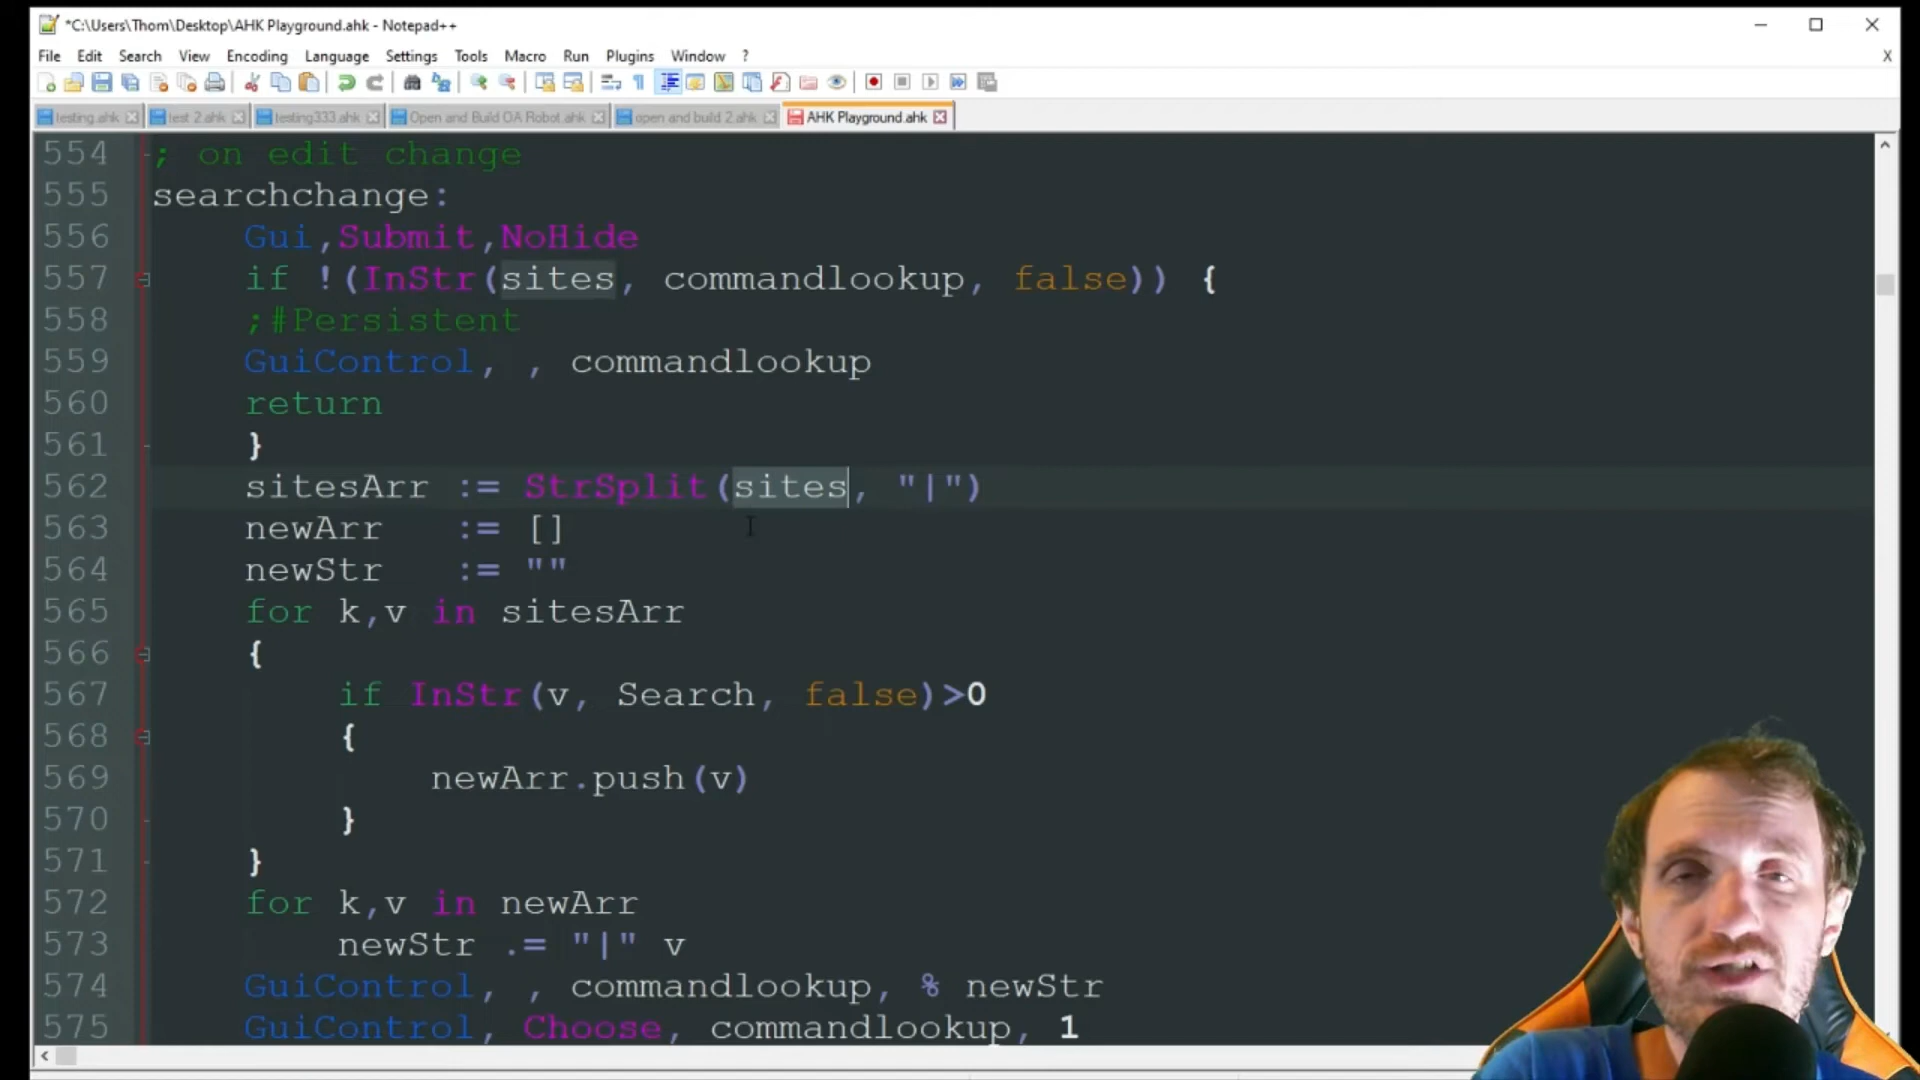 *C:\Users\Thom\Desktop\AHK Playground.ahk - Notepad++
File Edit Search View Encoding Language Settings Tools Macro Run Plugins Window ?
X
testing.ahk test 2.ahk testing333.ahk Open and Build OA Robot.ahk open and build 2.ahk AHK Playground.ahk
554 ; on edit change
555 searchchange:
556 Gui,Submit,NoHide
557 if !(InStr(sites, commandlookup, false)) {
558 ;#Persistent
559 GuiControl, , commandlookup
560 return
561 }
562 sitesArr := StrSplit(sites, "|")
563 newArr := []
564 newStr := ""
565 for k,v in sitesArr
566 {
567 if InStr(v, Search, false)>0
568 {
569 newArr.push(v)
570 }
571 }
572 for k,v in newArr
573 newStr .= "|" v
574 GuiControl, , commandlookup, % newStr
575 GuiControl, Choose, commandlookup, 1